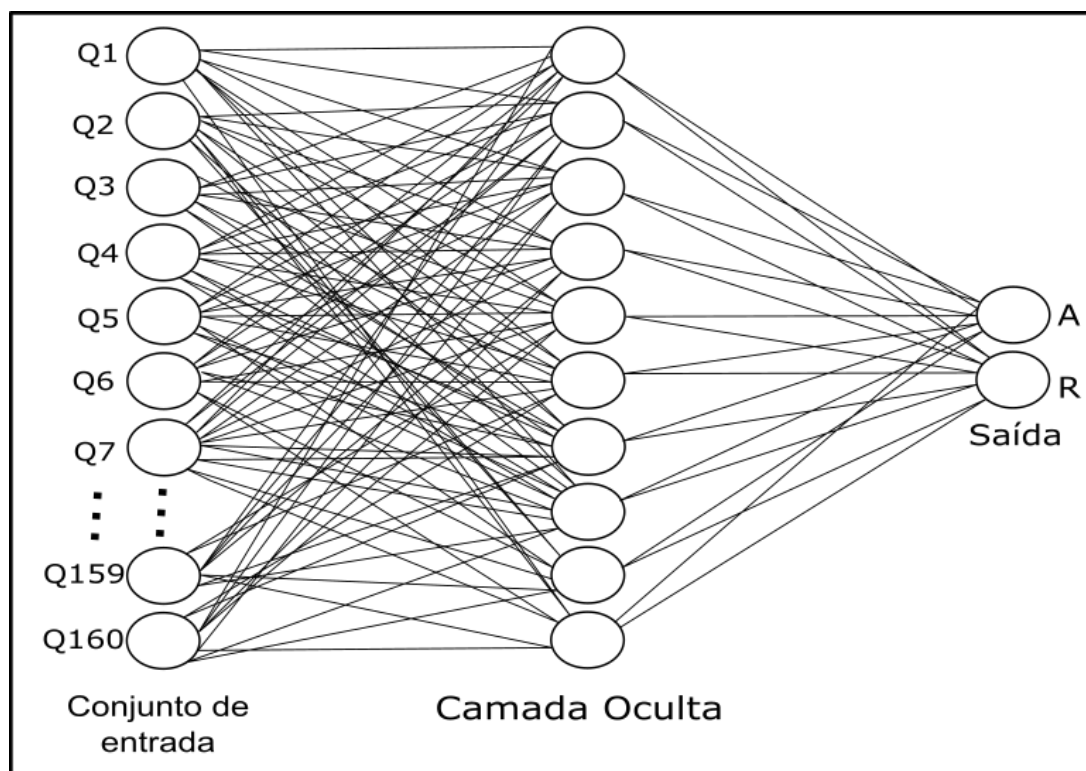 Q1
Q2
Q3
Q4
Q5
Q6
Q7
Q159
Q160
Conjunto de
entrada
Camada Oculta
A
R
Saída